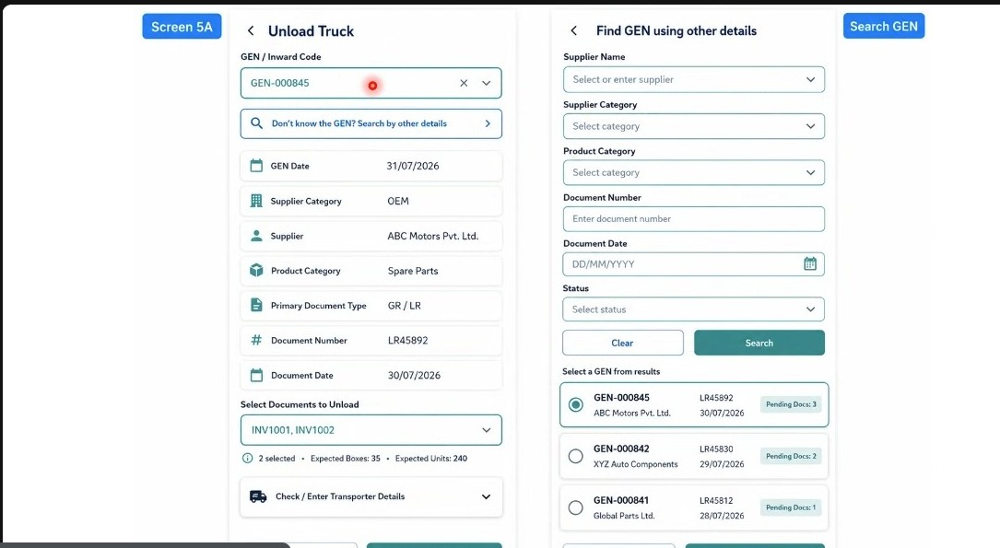 Screen 5A
Unload Truck
GEN / Inward Code
GEN-000845
Don't know the GEN? Search by other details
GEN Date 31/07/2026
Supplier Category OEM
Supplier ABC Motors Pvt. Ltd.
Product Category Spare Parts
Primary Document Type GR / LR
# Document Number LR45892
Document Date 30/07/2026
Select Documents to Unload
INV1001, INV1002
2 selected • Expected Boxes: 35 • Expected Units: 240
Check / Enter Transporter Details
Search GEN
Find GEN using other details
Supplier Name
Select or enter supplier
Supplier Category
Select category
Product Category
Select category
Document Number
Enter document number
Document Date
DD/MM/YYYY
Status
Select status
Clear Search
Select a GEN from results
GEN-000845 LR45892 Pending Docs: 3
ABC Motors Pvt. Ltd. 30/07/2026
GEN-000842 LR45830 Pending Docs: 2
XYZ Auto Components 29/07/2026
GEN-000841 LR45812 Pending Docs: 1
Global Parts Ltd. 28/07/2026